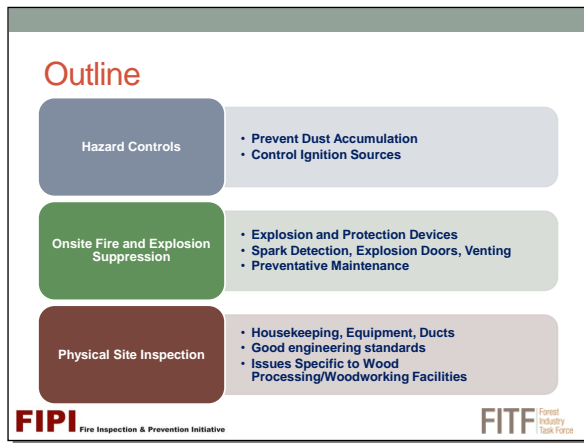 Outline
Hazard Controls
• Prevent Dust Accumulation
• Control Ignition Sources
Onsite Fire and Explosion
Suppression
• Explosion and Protection Devices
• Spark Detection, Explosion Doors, Venting
• Preventative Maintenance
Physical Site Inspection
• Housekeeping, Equipment, Ducts
• Good engineering standards
• Issues Specific to Wood
Processing/Woodworking Facilities
FIPI Fire Inspection & Prevention Initiative
FITF Forest
Industry
Task Force